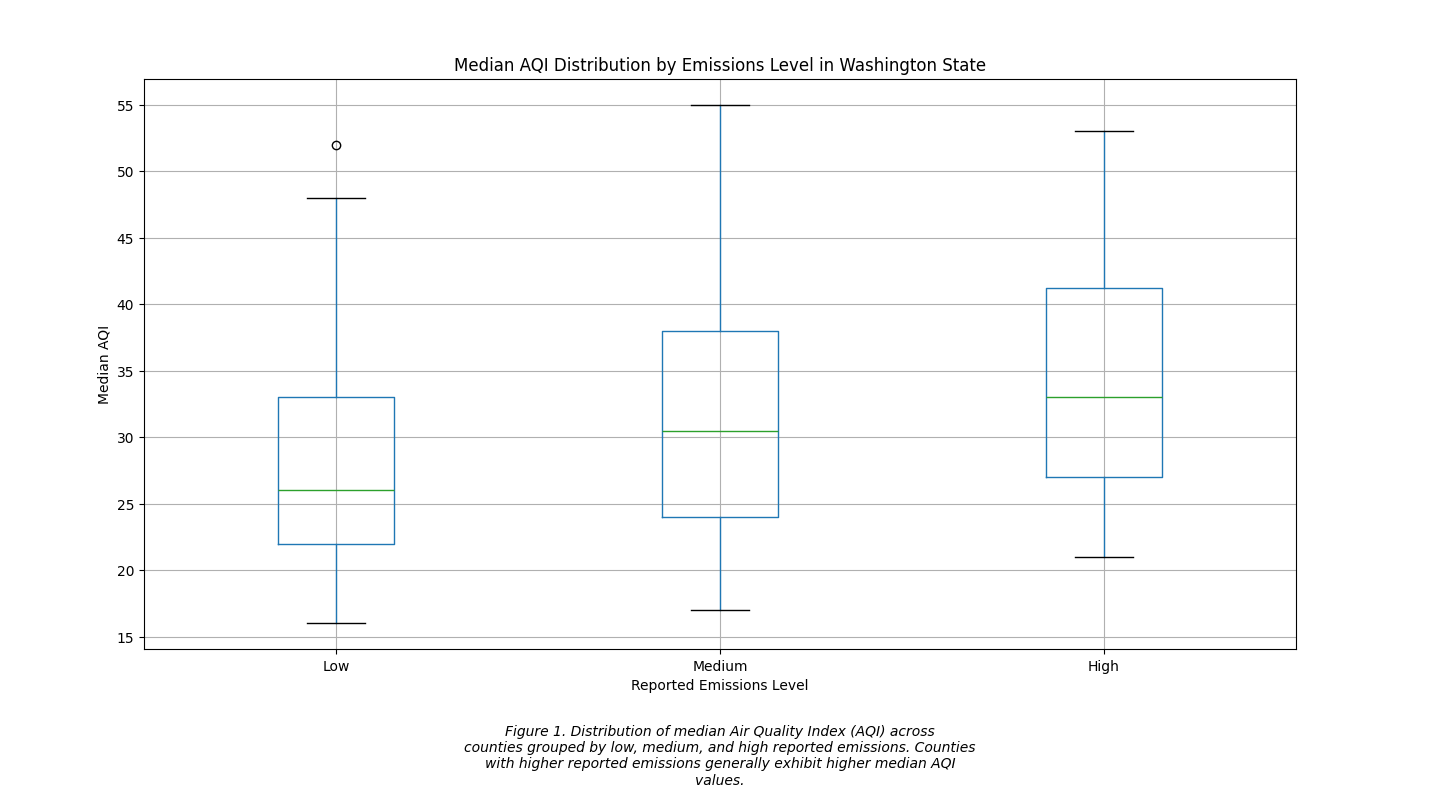 Median AQI Distribution by Emissions Level in Washington State
55
50
45
40
35
30
25
20
15
Median AQI
Low Medium High
Reported Emissions Level
Figure 1. Distribution of median Air Quality Index (AQI) across
counties grouped by low, medium, and high reported emissions. Counties
with higher reported emissions generally exhibit higher median AQI
values.